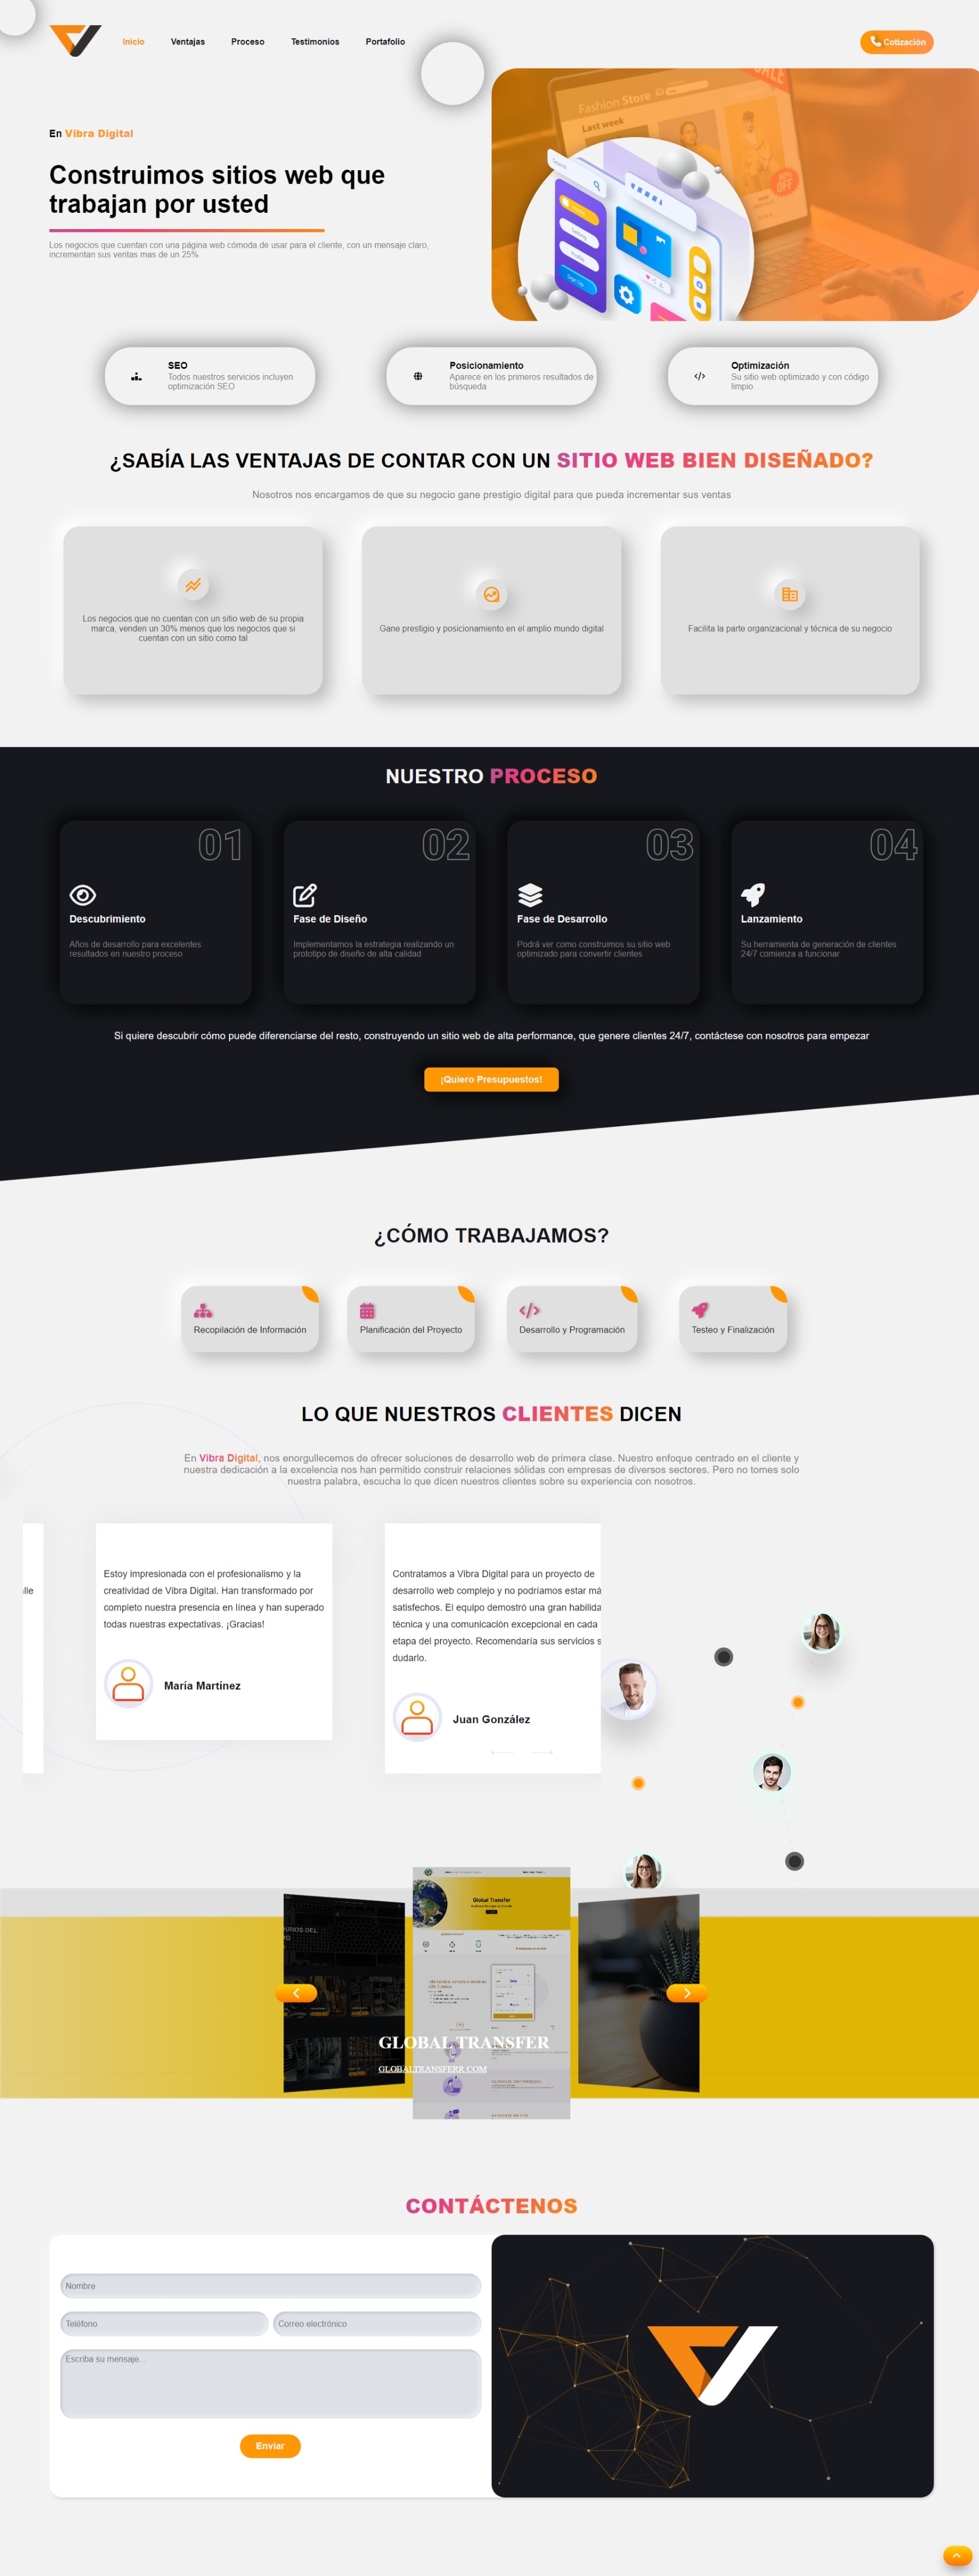 Inicio
Ventajas
Proceso
Testimonios
Portafolio
Cotización
En Vibra Digital
Construimos sitios web que
trabajan por usted
Los negocios que cuentan con una página web cómoda de usar para el cliente, con un mensaje claro,
incrementan sus ventas mas de un 25%.
Fashion Store
Last week
SALE
OFF
Search
Sign Up
SEO
Todos nuestros servicios incluyen
optimización SEO
Posicionamiento
Aparece en los primeros resultados de
búsqueda
Optimización
Su sitio web optimizado y con código
limpio
¿SABÍA LAS VENTAJAS DE CONTAR CON UN SITIO WEB BIEN DISEÑADO?
Nosotros nos encargamos de que su negocio gane prestigio digital para que pueda incrementar sus ventas
Los negocios que no cuentan con un sitio web de su propia
marca, venden un 30% menos que los negocios que si
cuentan con un sitio como tal
Gane prestigio y posicionamiento en el amplio mundo digital
Facilita la parte organizacional y técnica de su negocio
NUESTRO PROCESO
01
Descubrimiento
Años de desarrollo para excelentes
resultados en nuestro proceso
02
Fase de Diseño
Implementamos la estrategia realizando un
prototipo de diseño de alta calidad
03
Fase de Desarrollo
Podrá ver como construimos su sitio web
optimizado para convertir clientes
04
Lanzamiento
Su herramienta de generación de clientes
24/7 comienza a funcionar
Si quiere descubrir cómo puede diferenciarse del resto, construyendo un sitio web de alta performance, que genere clientes 24/7, contáctese con nosotros para empezar
¡Quiero Presupuestos!
¿CÓMO TRABAJAMOS?
Recopilación de Información
Planificación del Proyecto
Desarrollo y Programación
Testeo y Finalización
LO QUE NUESTROS CLIENTES DICEN
En Vibra Digital, nos enorgullecemos de ofrecer soluciones de desarrollo web de primera clase. Nuestro enfoque centrado en el cliente y
nuestra dedicación a la excelencia nos han permitido construir relaciones sólidas con empresas de diversos sectores. Pero no tomes solo
nuestra palabra, escucha lo que dicen nuestros clientes sobre su experiencia con nosotros.
lle
Estoy impresionada con el profesionalismo y la
creatividad de Vibra Digital. Han transformado por
completo nuestra presencia en línea y han superado
todas nuestras expectativas. ¡Gracias!
María Martínez
Contratamos a Vibra Digital para un proyecto de
desarrollo web complejo y no podríamos estar má
satisfechos. El equipo demostró una gran habilida
técnica y una comunicación excepcional en cada
etapa del proyecto. Recomendaría sus servicios s
dudarlo.
Juan González
Global Transfer
GLOBAL TRANSFER
GLOBALTRANSFERR.COM
CONTÁCTENOS
Nombre
Teléfono
Correo electrónico
Escriba su mensaje...
Enviar